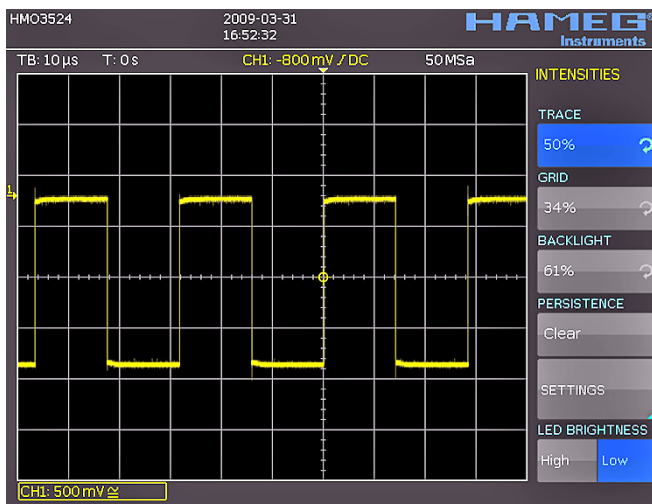 HMO3524
2009-03-31
16:52:32
HAMEG®
Instruments
TB: 10 µs T: 0 s CH1: -800 mV / DC 50 MSa
INTENSITIES
TRACE
50%
GRID
34%
BACKLIGHT
61%
PERSISTENCE
Clear
SETTINGS
LED BRIGHTNESS
High Low
1
CH1: 500 mV ≅